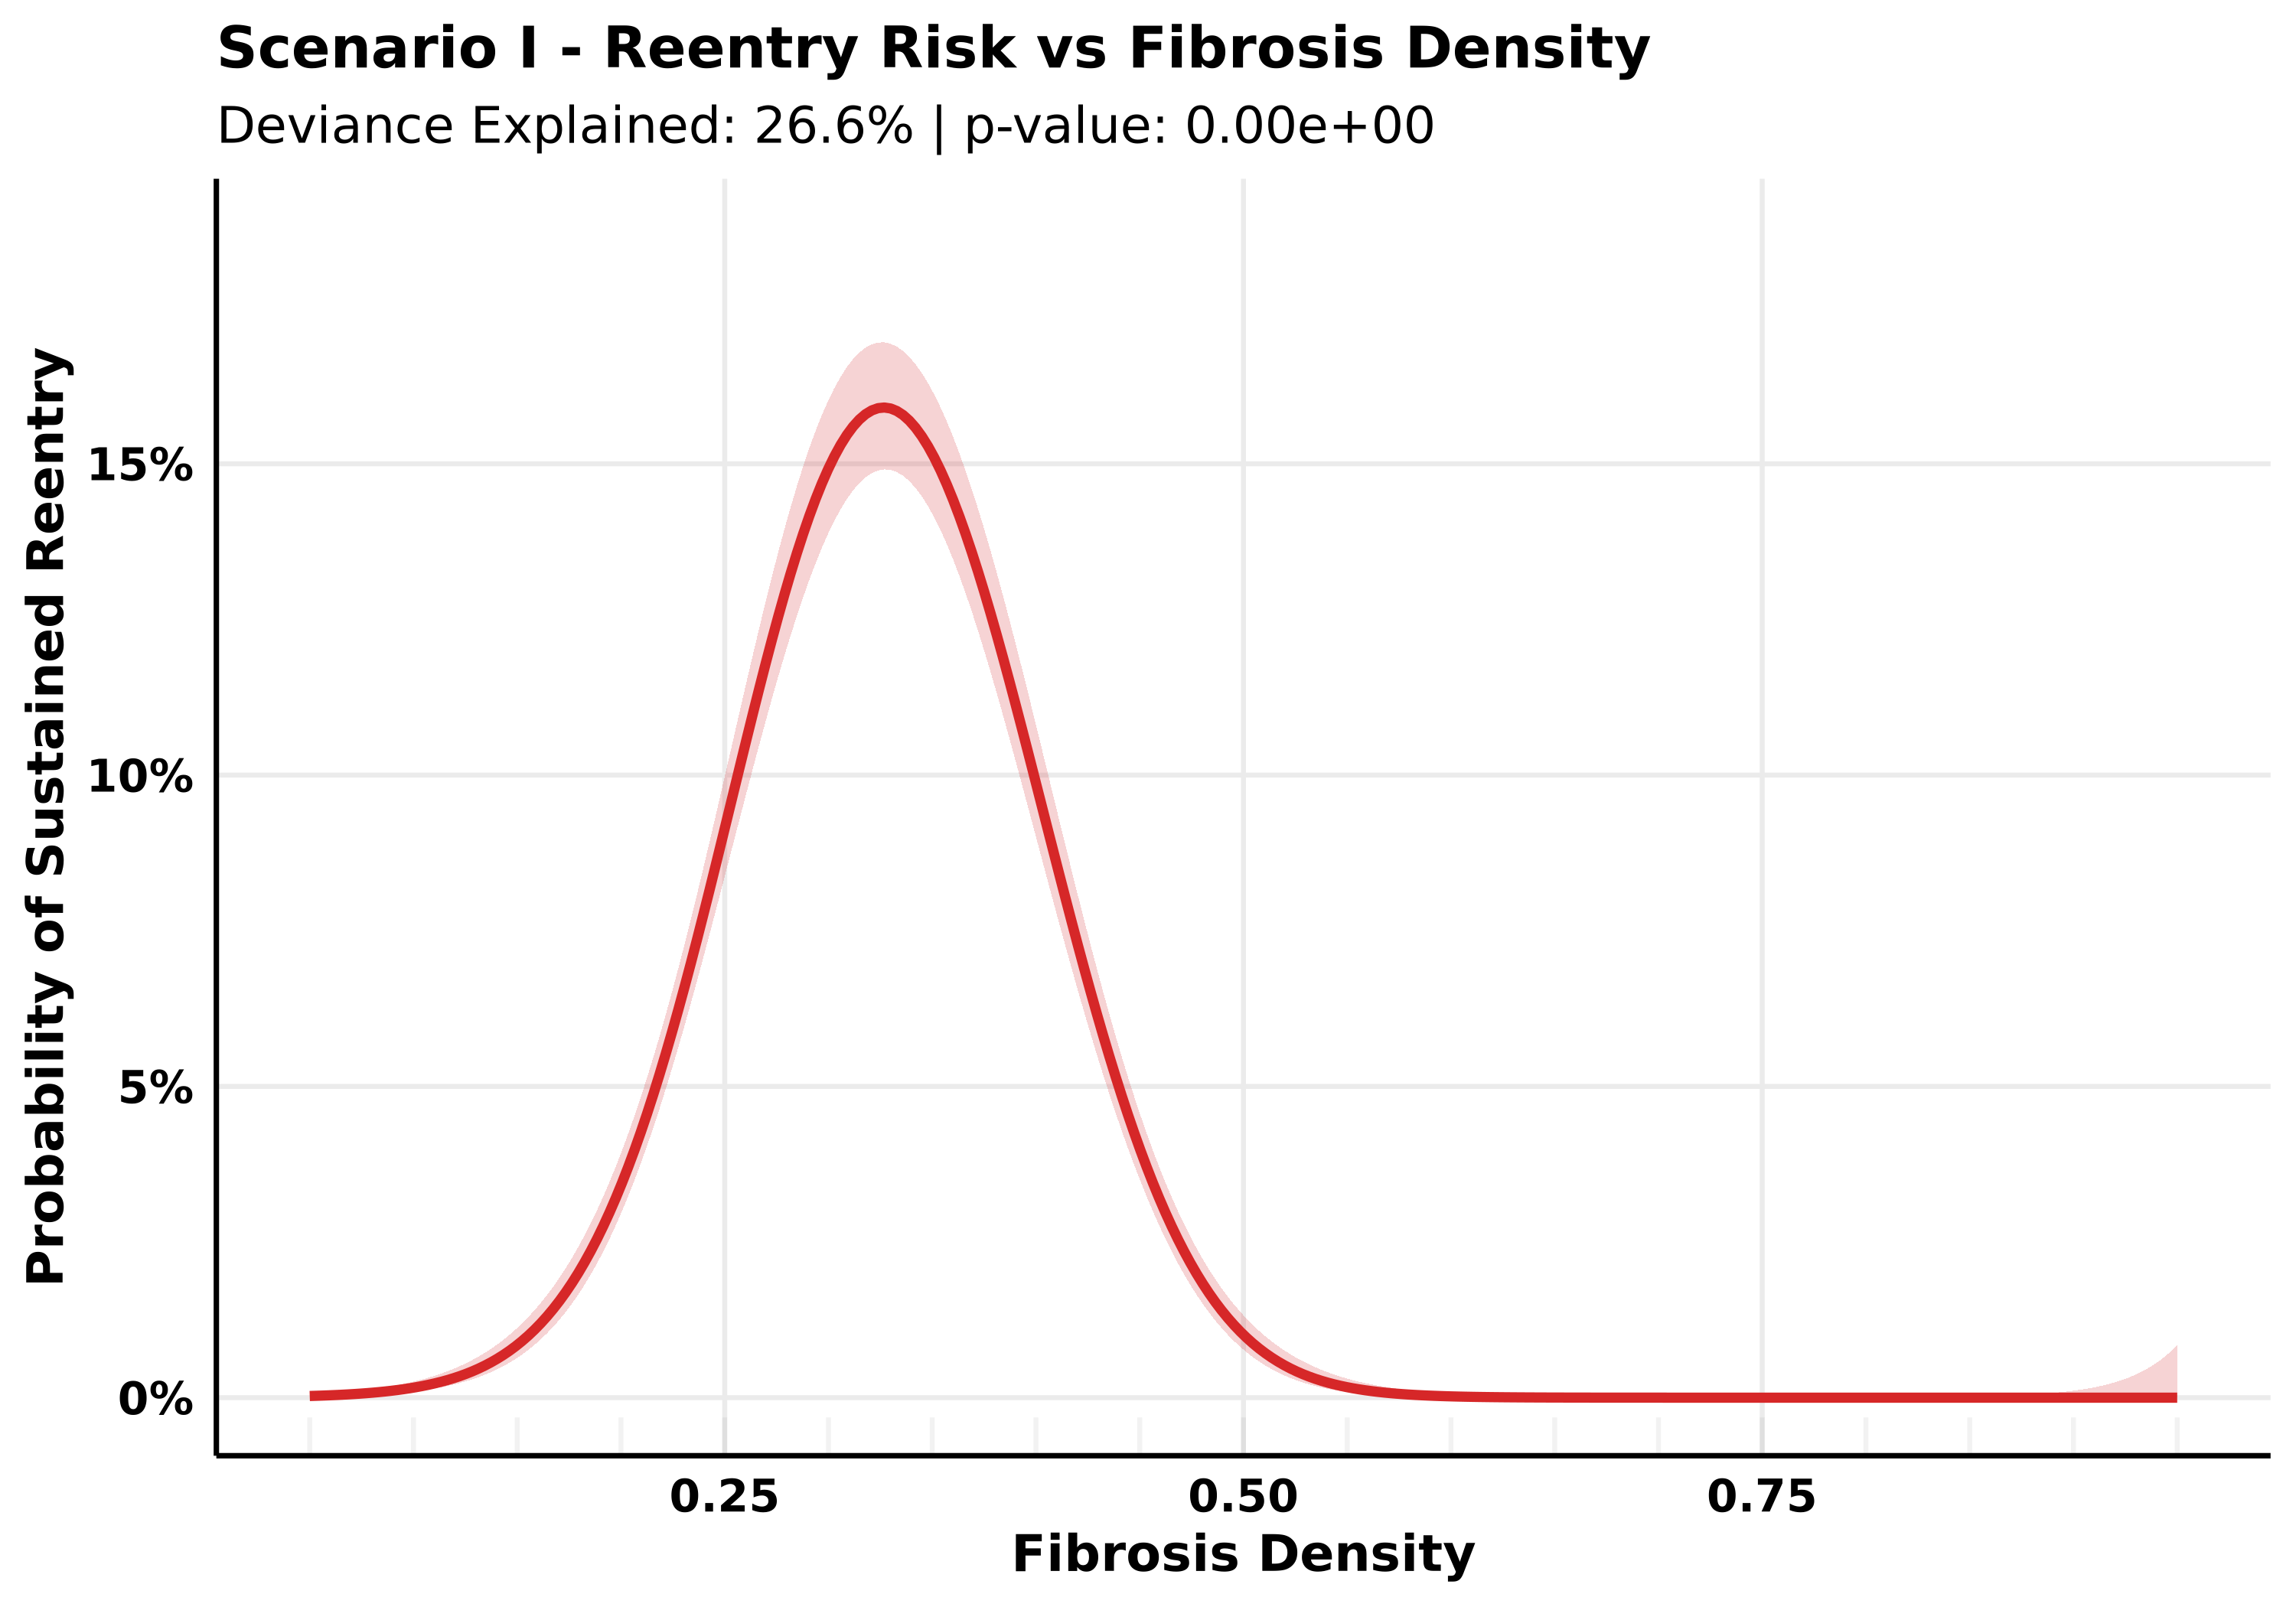 Scenario I - Reentry Risk vs Fibrosis Density
Deviance Explained: 26.6% | p-value: 0.00e+00
Probability of Sustained Reentry
15%
10%
5%
0%
0.25
0.50
0.75
Fibrosis Density